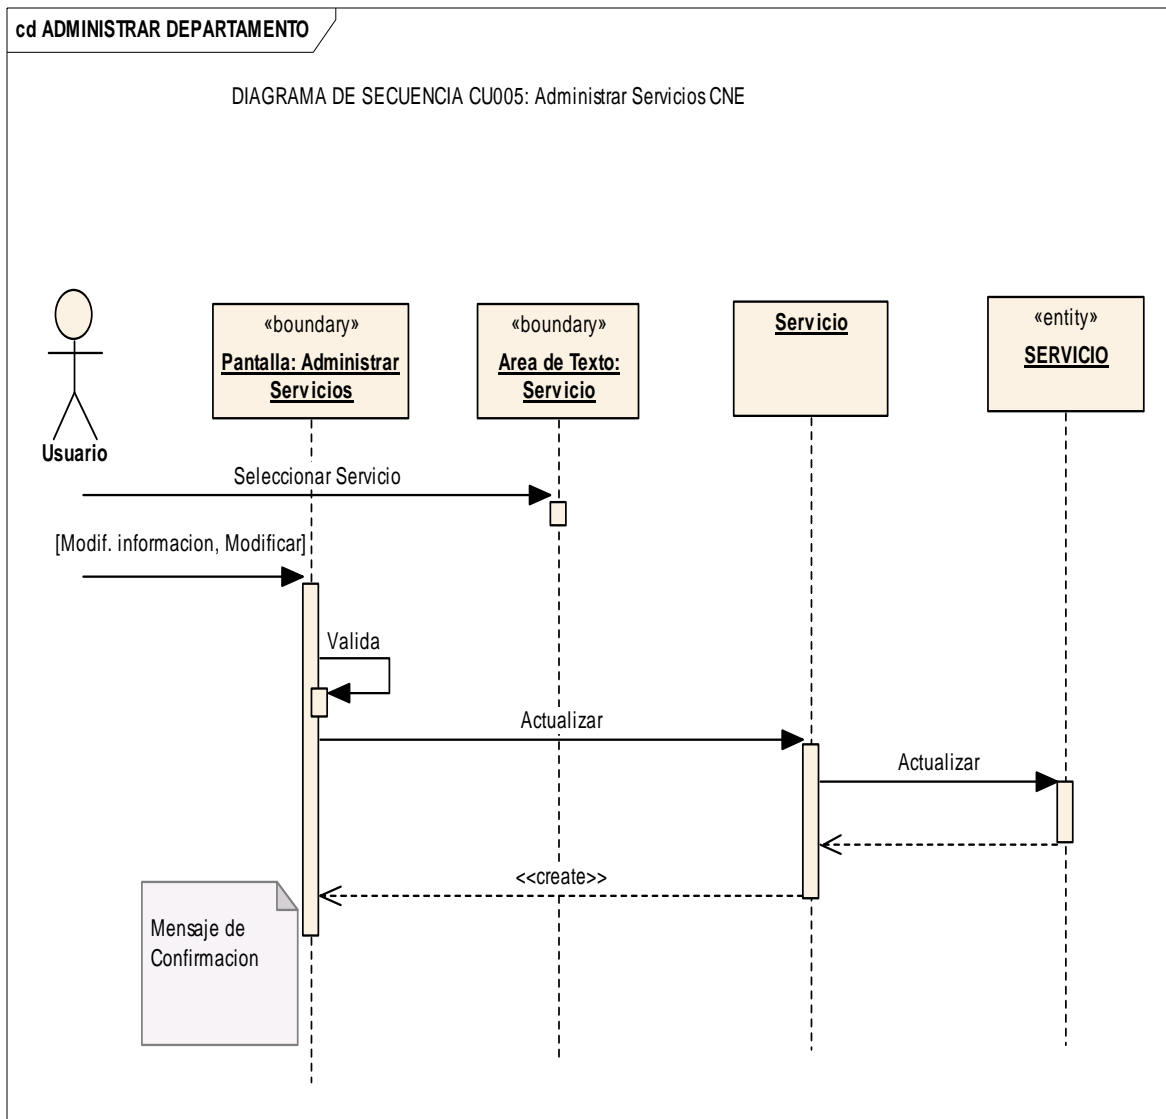 cd ADMINISTRAR DEPARTAMENTO
DIAGRAMA DE SECUENCIA CU005: Administrar Servicios CNE
Usuario
«boundary»
Pantalla: Administrar
Servicios
«boundary»
Area de Texto:
Servicio
Servicio
«entity»
SERVICIO
Seleccionar Servicio
[Modif. informacion, Modificar]
Valida
Actualizar
Actualizar
<<create>>
Mensaje de
Confirmacion